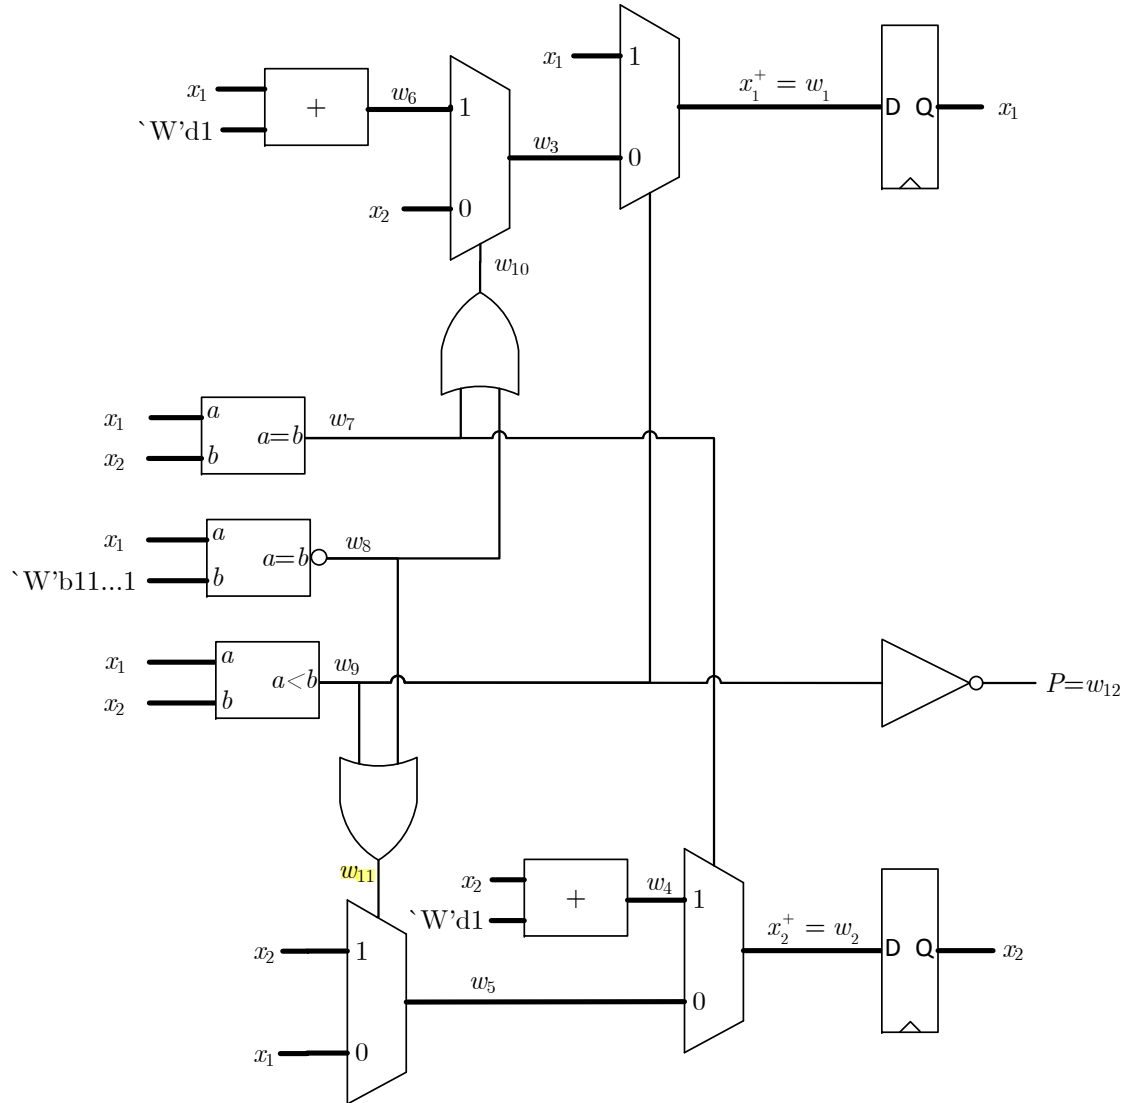 x₁ 1 x₁⁺ = w₁ D Q x₁
x₁ + w₆ 1
`W'd1
w₃ 0
x₂ 0
w₁₀
x₁ a w₇
x₂ b a=b
x₁ a w₈
a=b
`W'b11...1 b
x₁ a w₉
x₂ b a<b P=w₁₂
w₁₁
x₂ + w₄ 1
`W'd1
x₂⁺ = w₂ D Q x₂
x₂ 1
w₅ 0
x₁ 0